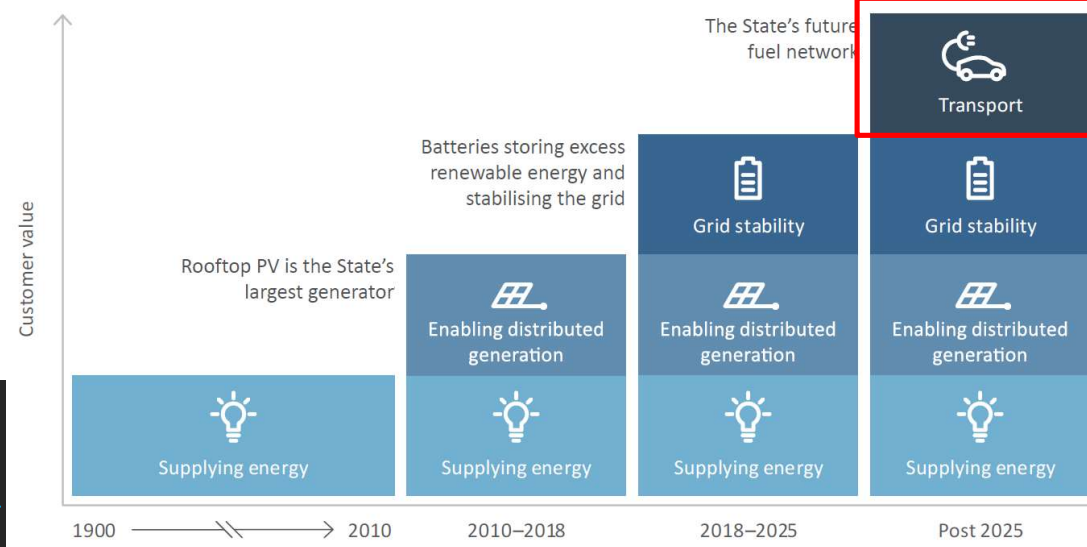 The State's future
fuel network
Transport
Batteries storing excess
renewable energy and
stabilising the grid
Grid stability
Grid stability
Customer value
Rooftop PV is the State's
largest generator
Enabling distributed
generation
Enabling distributed
generation
Enabling distributed
generation
Supplying energy
Supplying energy
Supplying energy
Supplying energy
1900
2010
2010–2018
2018–2025
Post 2025